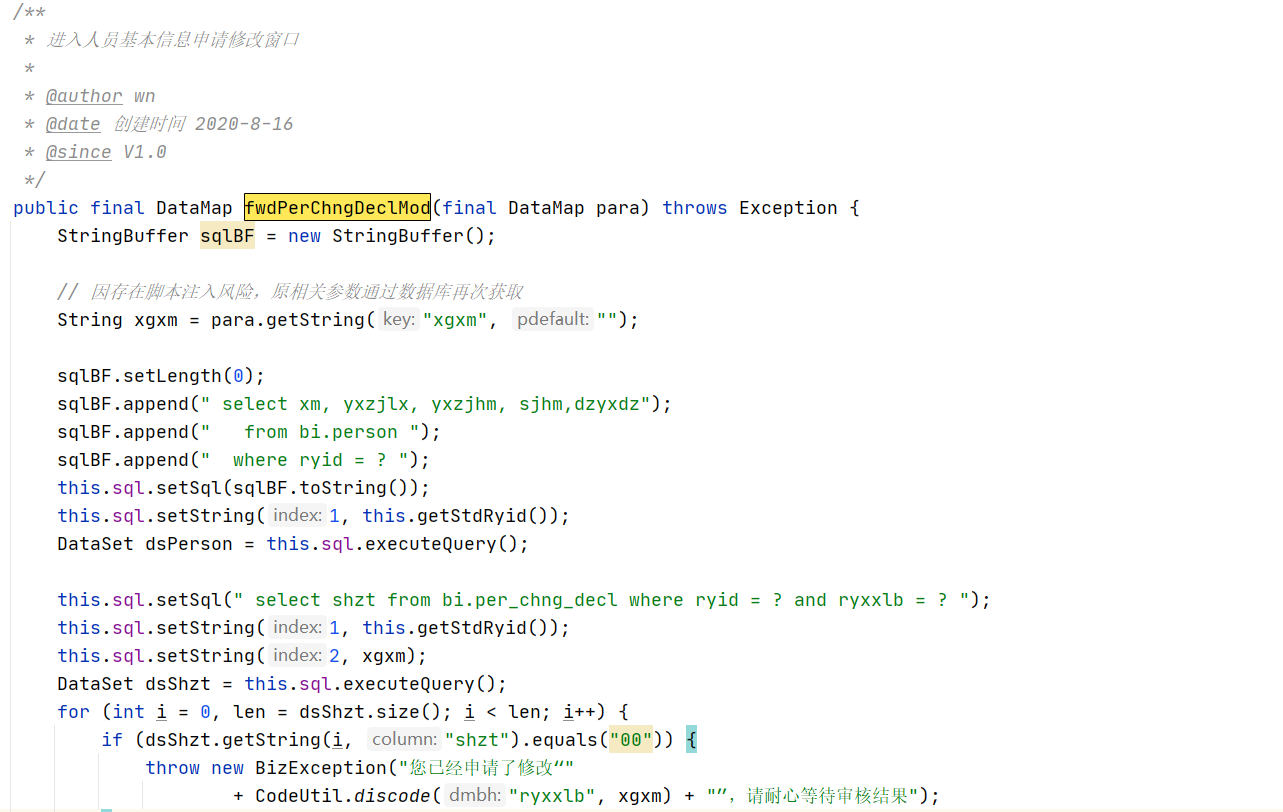 /**
 * 进入人员基本信息申请修改窗口
 *
 * @author wn
 * @date 创建时间 2020-8-16
 * @since V1.0
 */
public final DataMap fwdPerChngDeclMod(final DataMap para) throws Exception {
    StringBuffer sqlBF = new StringBuffer();
    // 因存在脚本注入风险，原相关参数通过数据库再次获取
    String xgxm = para.getString( key: "xgxm", pdefault: "");
    sqlBF.setLength(0);
    sqlBF.append(" select xm, yxzjlx, yxzjhm, sjhm,dzyxdz");
    sqlBF.append("   from bi.person ");
    sqlBF.append("  where ryid = ? ");
    this.sql.setSql(sqlBF.toString());
    this.sql.setString( index: 1, this.getStdRyid());
    DataSet dsPerson = this.sql.executeQuery();
    this.sql.setSql(" select shzt from bi.per_chng_decl where ryid = ? and ryxxlb = ? ");
    this.sql.setString( index: 1, this.getStdRyid());
    this.sql.setString( index: 2, xgxm);
    DataSet dsShzt = this.sql.executeQuery();
    for (int i = 0, len = dsShzt.size(); i < len; i++) {
        if (dsShzt.getString(i, column: "shzt").equals("00")) {
            throw new BizException("您已经申请了修改“"
                    + CodeUtil.discode( dmbh: "ryxxlb", xgxm) + "”，请耐心等待审核结果");